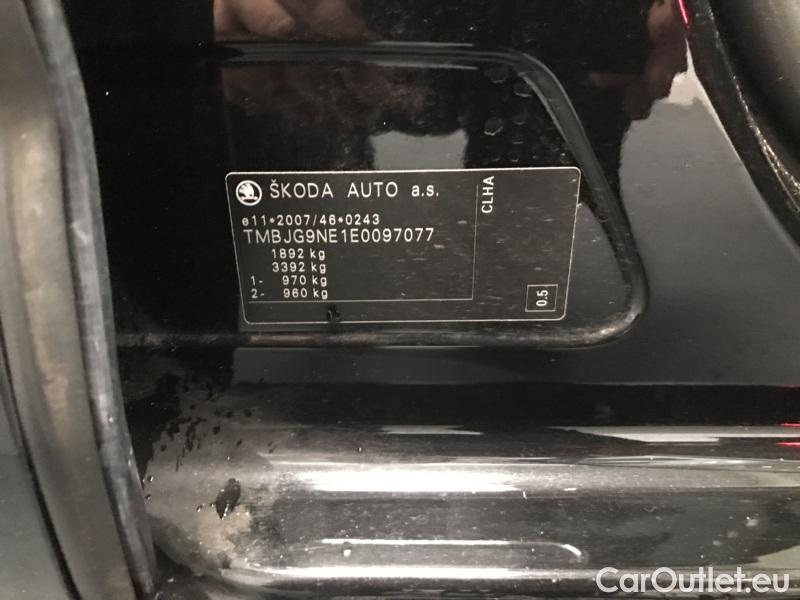 ŠKODA AUTO a.s.
e11*2007/46*0243
TMBJG9NE1E0097077
1892 kg
3392 kg
1- 970 kg
2- 960 kg
CLHA
0.5
CarOutlet.eu